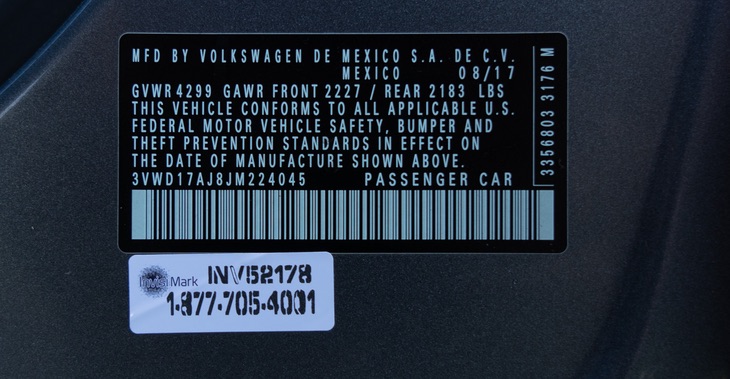 MFD BY VOLKSWAGEN DE MEXICO S.A. DE C.V.
MEXICO 08/17
GVWR 4299 GAWR FRONT 2227 / REAR 2183 LBS
THIS VEHICLE CONFORMS TO ALL APPLICABLE U.S.
FEDERAL MOTOR VEHICLE SAFETY, BUMPER AND
THEFT PREVENTION STANDARDS IN EFFECT ON
THE DATE OF MANUFACTURE SHOWN ABOVE.
3VWD17AJ8JM224045 PASSENGER CAR
3356803 3176 M
InvisiMark INV52178
1-877-705-4001